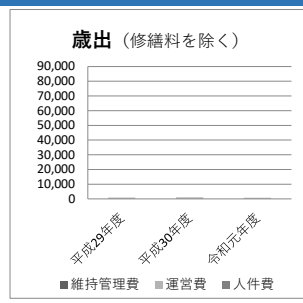 歳出（修繕料を除く）
90,000
80,000
70,000
60,000
50,000
40,000
30,000
20,000
10,000
0
平成29年度
平成30年度
令和元年度
維持管理費 運営費 人件費